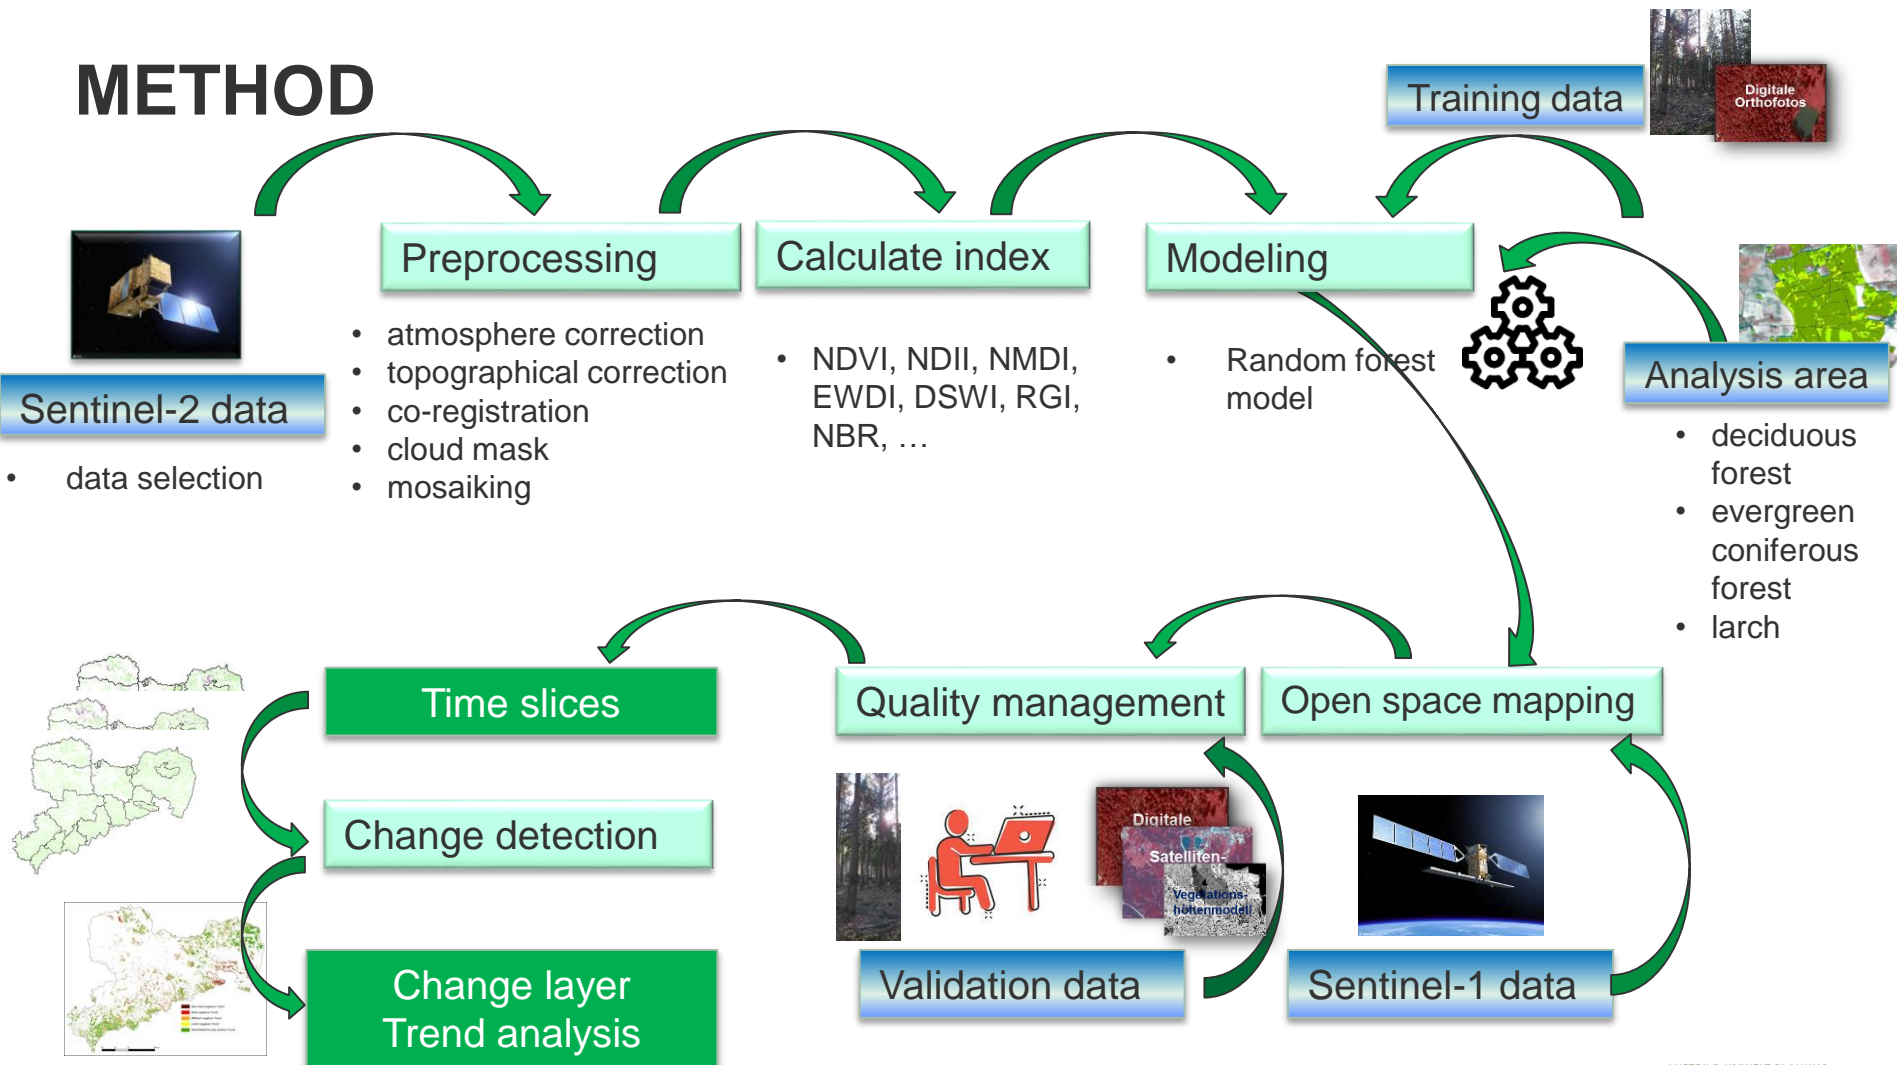 METHOD
Training data
Digitale
Orthofotos
Preprocessing
Calculate index
Modeling
• atmosphere correction
• topographical correction
• co-registration
• cloud mask
• mosaiking
• NDVI, NDII, NMDI,
EWDI, DSWI, RGI,
NBR, …
• Random forest
model
Analysis area
• deciduous
forest
• evergreen
coniferous
forest
• larch
Sentinel-2 data
• data selection
Time slices
Quality management
Open space mapping
Change detection
Digitale
Satelliten-
Vegetations-
höhenmodell
Change layer
Trend analysis
Validation data
Sentinel-1 data